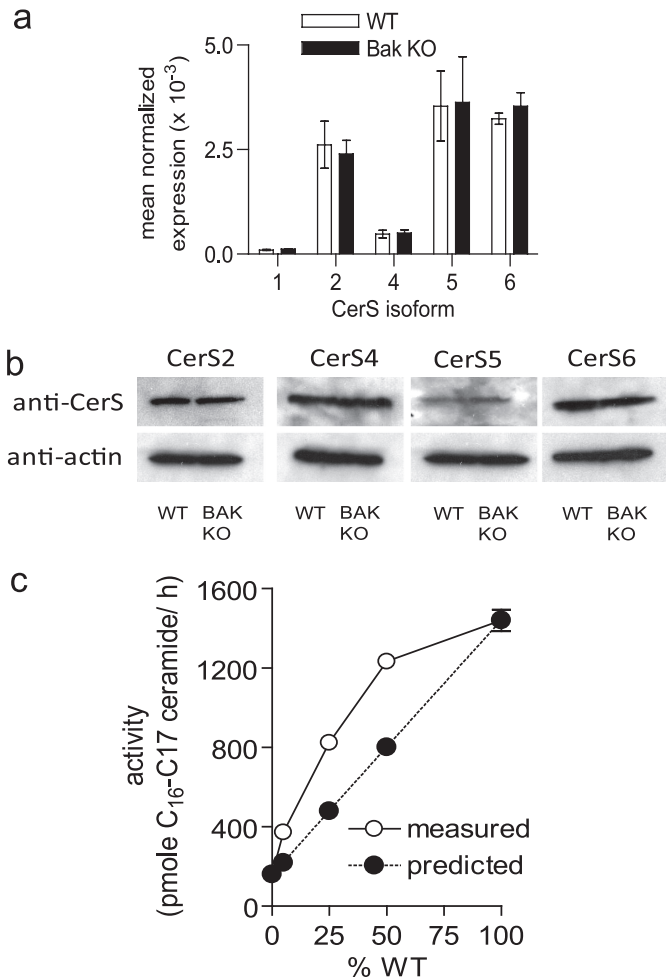 a
WT
Bak KO
mean normalized
expression (x 10⁻³)
5.0
2.5
0.0
1 2 4 5 6
CerS isoform
b
CerS2 CerS4 CerS5 CerS6
anti-CerS
anti-actin
WT BAK WT BAK WT BAK WT BAK
KO KO KO KO
c
activity
(pmole C₁₆-C17 ceramide/ h)
1600
1200
800
400
0
measured
predicted
0 25 50 75 100
% WT